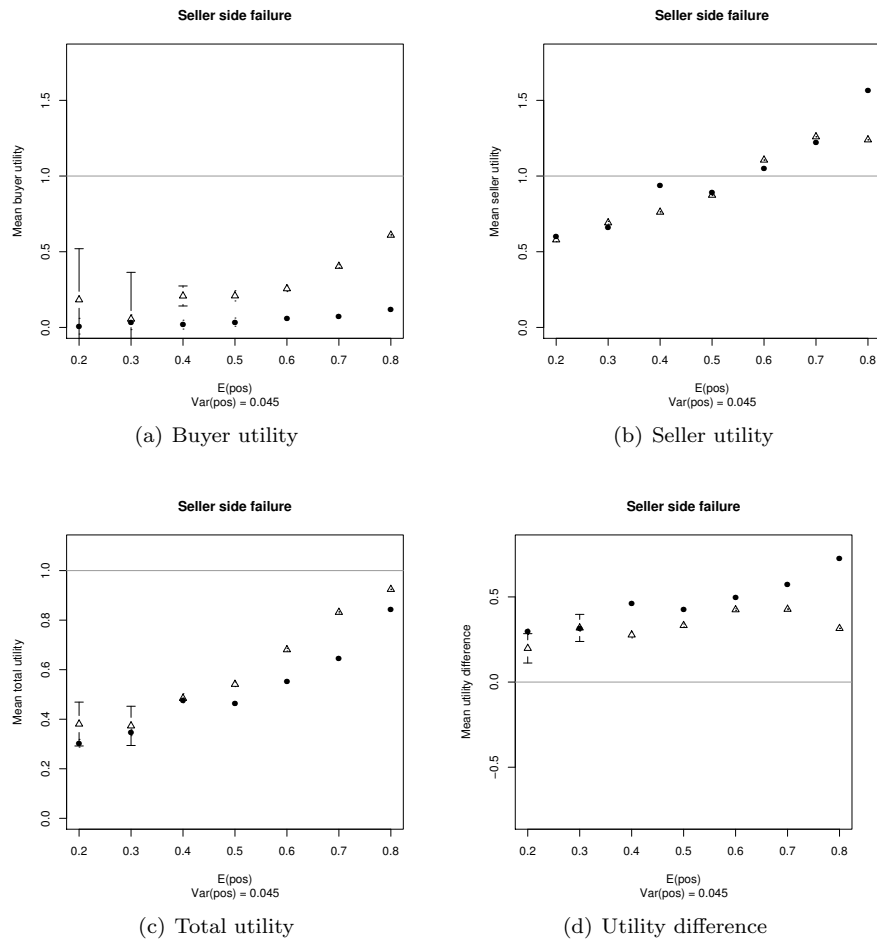 Seller side failure
Mean buyer utility
1.5
1.0
0.5
0.0
0.2 0.3 0.4 0.5 0.6 0.7 0.8
E(pos)
Var(pos) = 0.045
(a) Buyer utility
Seller side failure
Mean seller utility
1.5
1.0
0.5
0.0
0.2 0.3 0.4 0.5 0.6 0.7 0.8
E(pos)
Var(pos) = 0.045
(b) Seller utility
Seller side failure
Mean total utility
1.0
0.8
0.6
0.4
0.2
0.0
0.2 0.3 0.4 0.5 0.6 0.7 0.8
E(pos)
Var(pos) = 0.045
(c) Total utility
Seller side failure
Mean utility difference
0.5
0.0
−0.5
0.2 0.3 0.4 0.5 0.6 0.7 0.8
E(pos)
Var(pos) = 0.045
(d) Utility difference